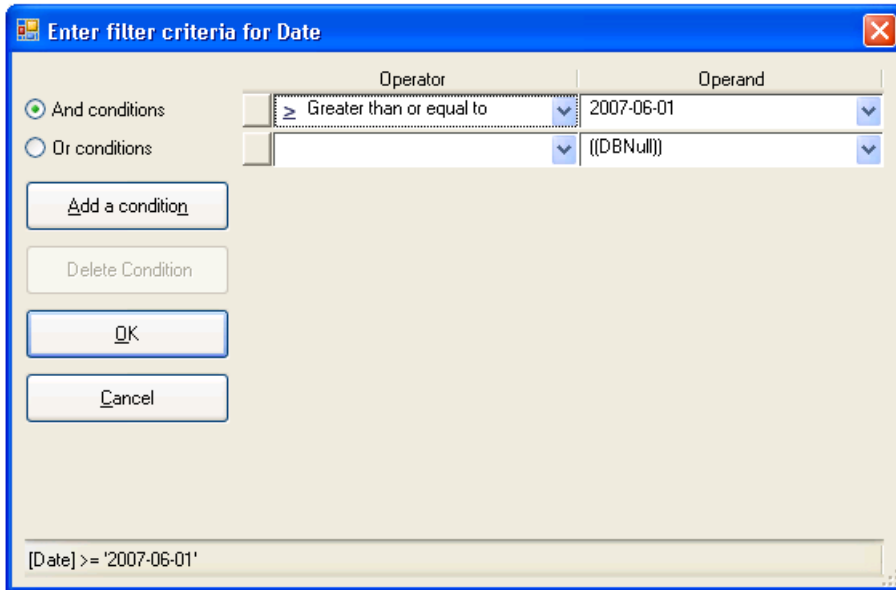 Enter filter criteria for Date
Operator Operand
And conditions ≥ Greater than or equal to 2007-06-01
Or conditions ((DBNull))
Add a condition
Delete Condition
OK
Cancel
[Date] >= '2007-06-01'